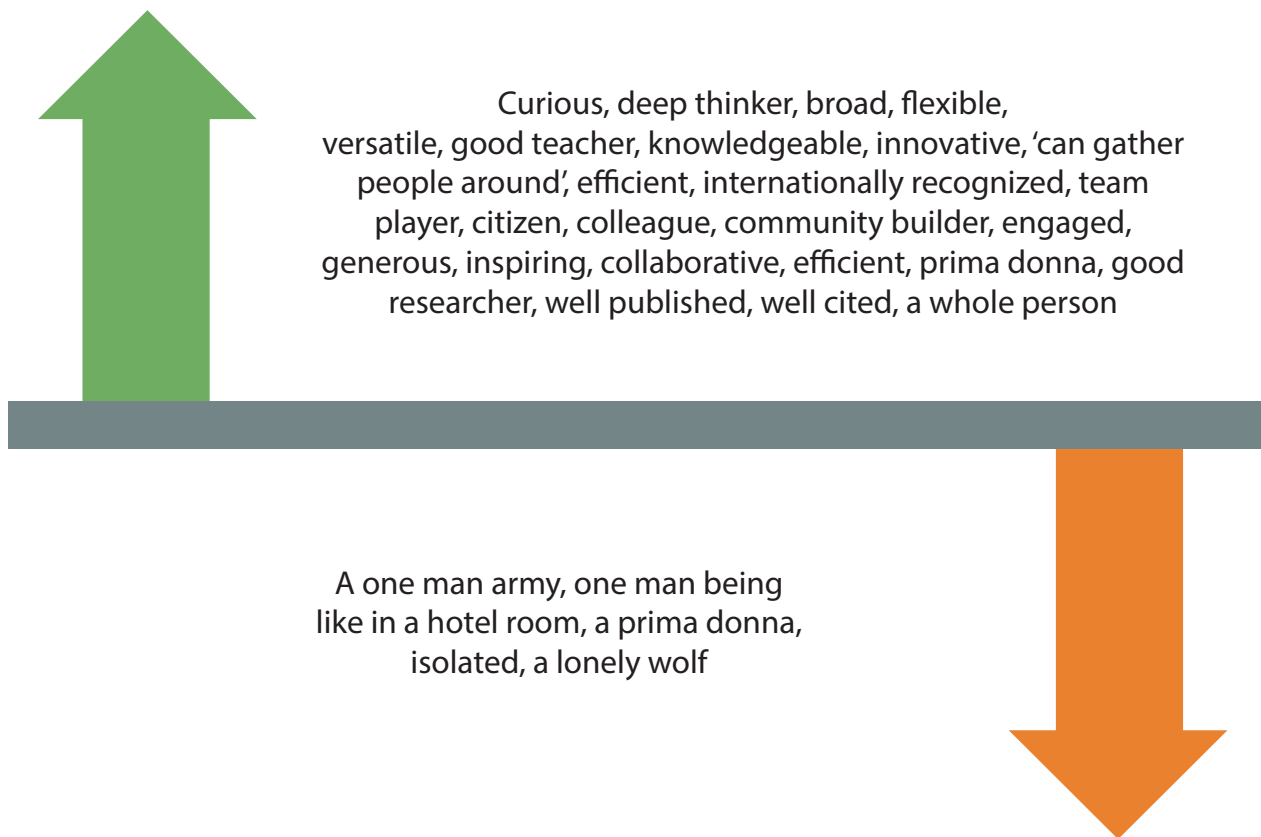 Curious, deep thinker, broad, flexible,
versatile, good teacher, knowledgeable, innovative, ‘can gather
people around’, efficient, internationally recognized, team
player, citizen, colleague, community builder, engaged,
generous, inspiring, collaborative, efficient, prima donna, good
researcher, well published, well cited, a whole person
A one man army, one man being
like in a hotel room, a prima donna,
isolated, a lonely wolf